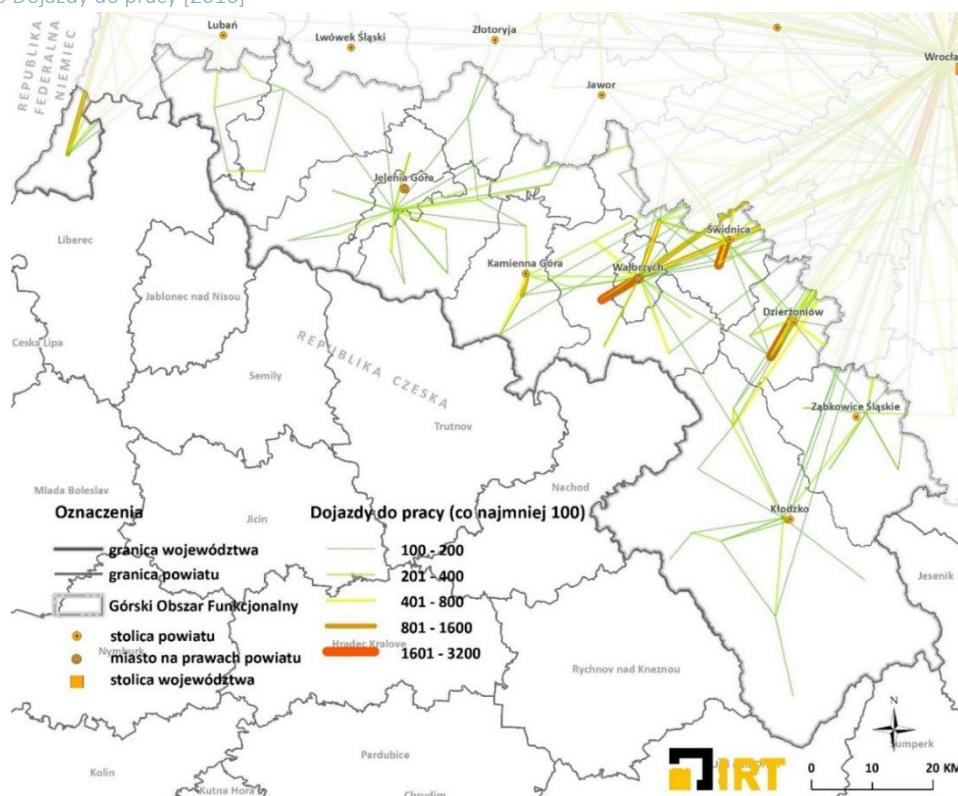 Dojazdy do pracy [2016]
Lubań
Lwówek Śląski
Złotoryja
Wrocła
REPUBLIKA
FEDERALNA
NIEMIEC
Jawor
Jelenia Góra
Liberec
Świdnica
Kamienna Góra
Wałbrzych
Jablonec nad Nisou
Dzierżoniów
Ceska Lipa
REPUBLIKA CZESKA
Semily
Ząbkowice Śląskie
Trutnov
Mlada Boleslav
Nachod
Jicin
Kłodzko
Oznaczenia
granica województwa
granica powiatu
Górski Obszar Funkcjonalny
stolica powiatu
miasto na prawach powiatu
stolica województwa
Dojazdy do pracy (co najmniej 100)
100 - 200
201 - 400
401 - 800
801 - 1600
1601 - 3200
Jesenik
Nymburk
Hradec Kralove
Rychnov nad Kneznou
N
Sumperk
Pardubice
Kolin
IRT
0 10 20 KM
Kutna Hora
Chrudim